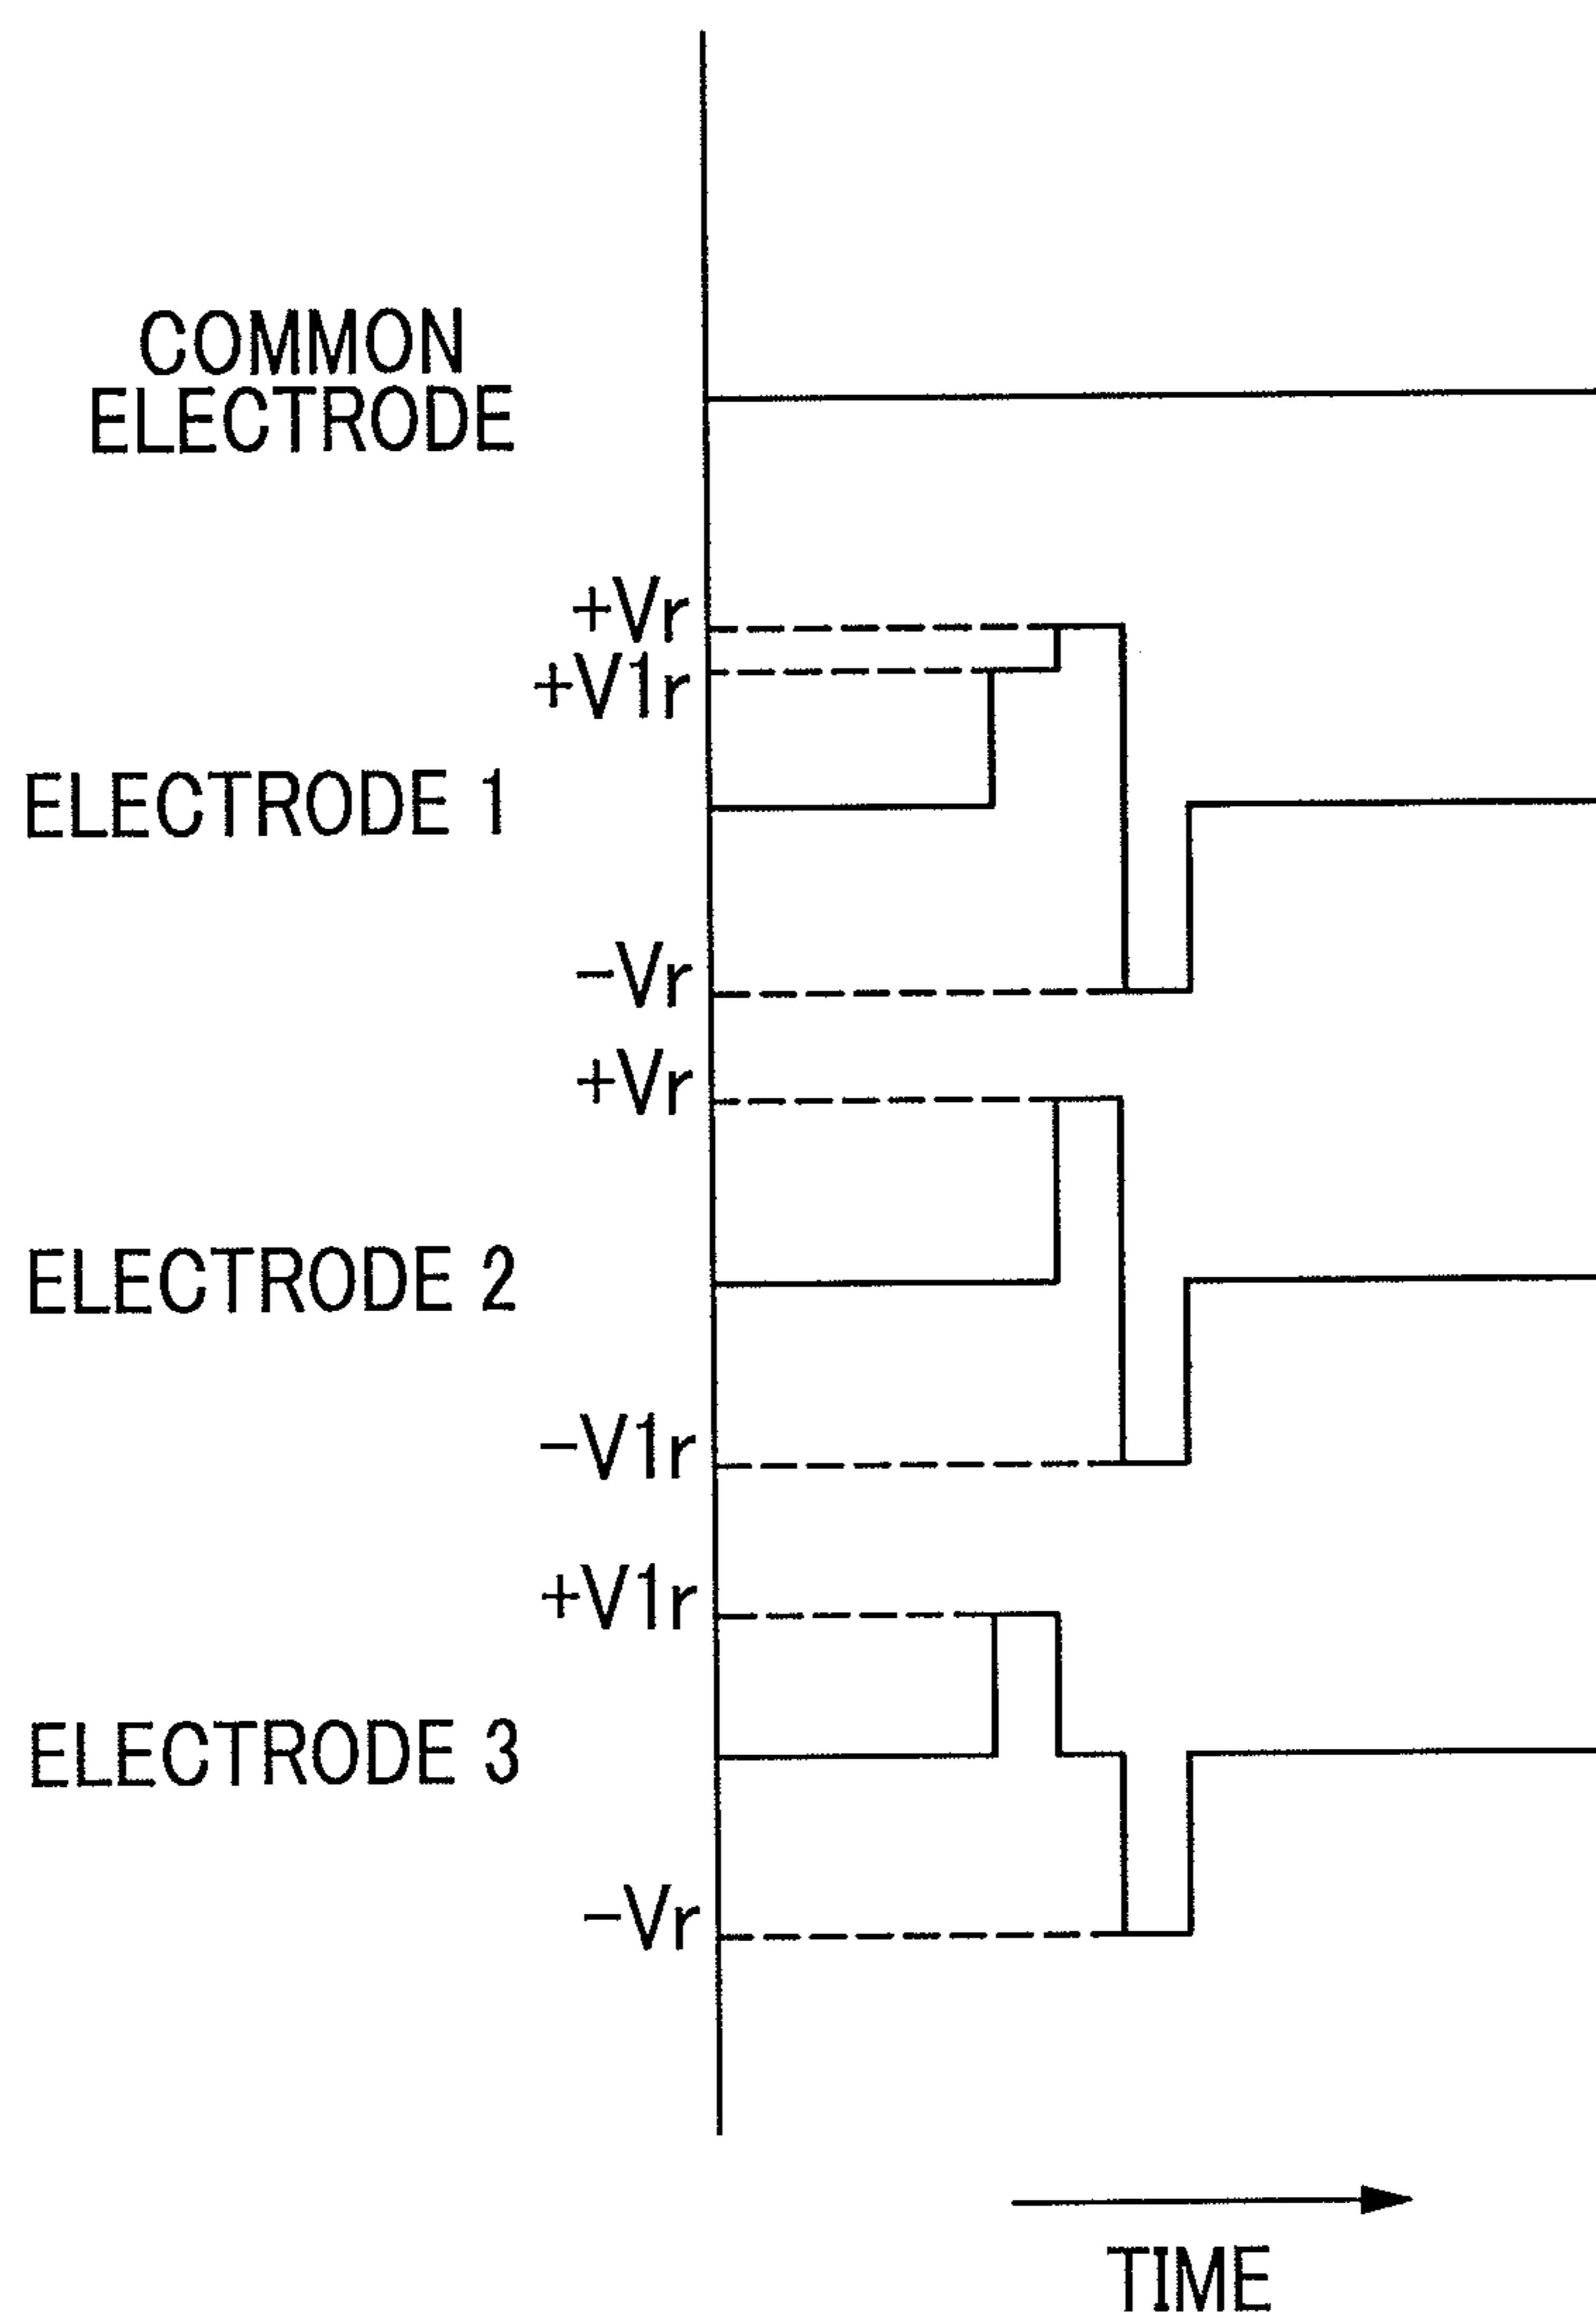 COMMON
ELECTRODE
+Vr
+V1r
ELECTRODE 1
-Vr
+Vr
ELECTRODE 2
-V1r
+V1r
ELECTRODE 3
-Vr
TIME